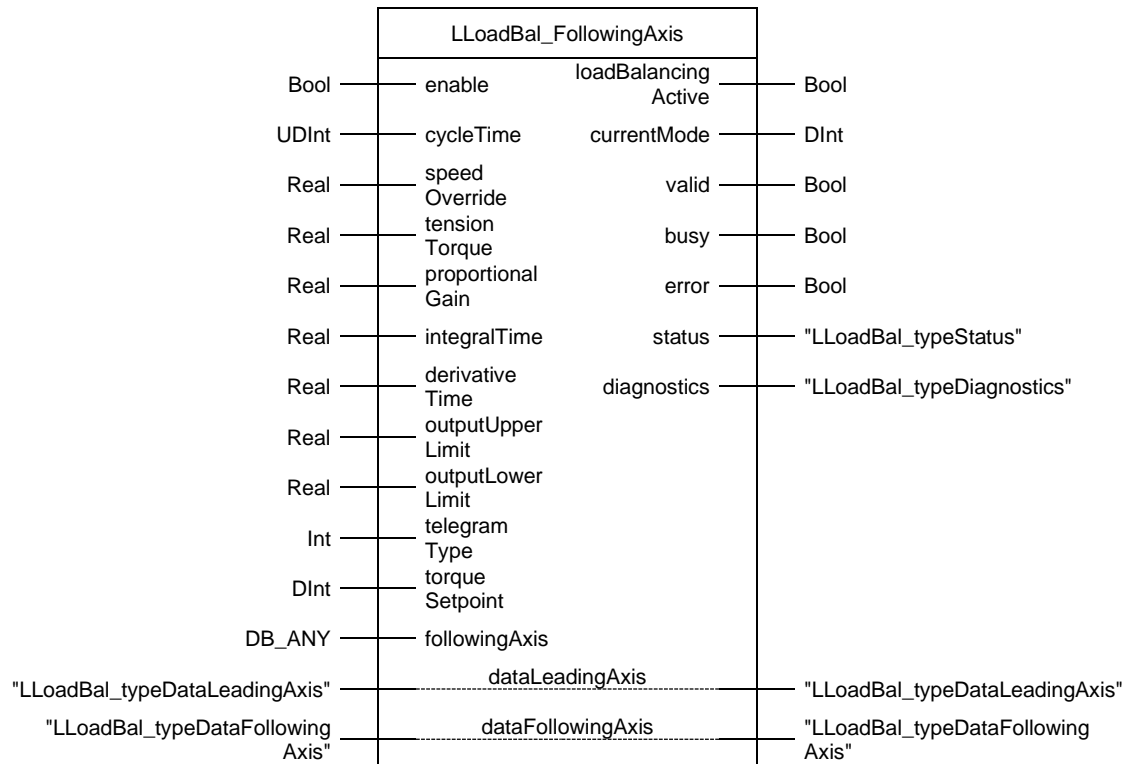 LLoadBal_FollowingAxis
Bool enable loadBalancing
Active Bool
UDInt cycleTime currentMode DInt
Real speed
Override valid Bool
Real tension
Torque busy Bool
Real proportional
Gain error Bool
Real integralTime status "LLoadBal_typeStatus"
Real derivative
Time diagnostics "LLoadBal_typeDiagnostics"
Real outputUpper
Limit
Real outputLower
Limit
Int telegram
Type
DInt torque
Setpoint
DB_ANY followingAxis
"LLoadBal_typeDataLeadingAxis" dataLeadingAxis "LLoadBal_typeDataLeadingAxis"
"LLoadBal_typeDataFollowing
Axis" dataFollowingAxis "LLoadBal_typeDataFollowing
Axis"